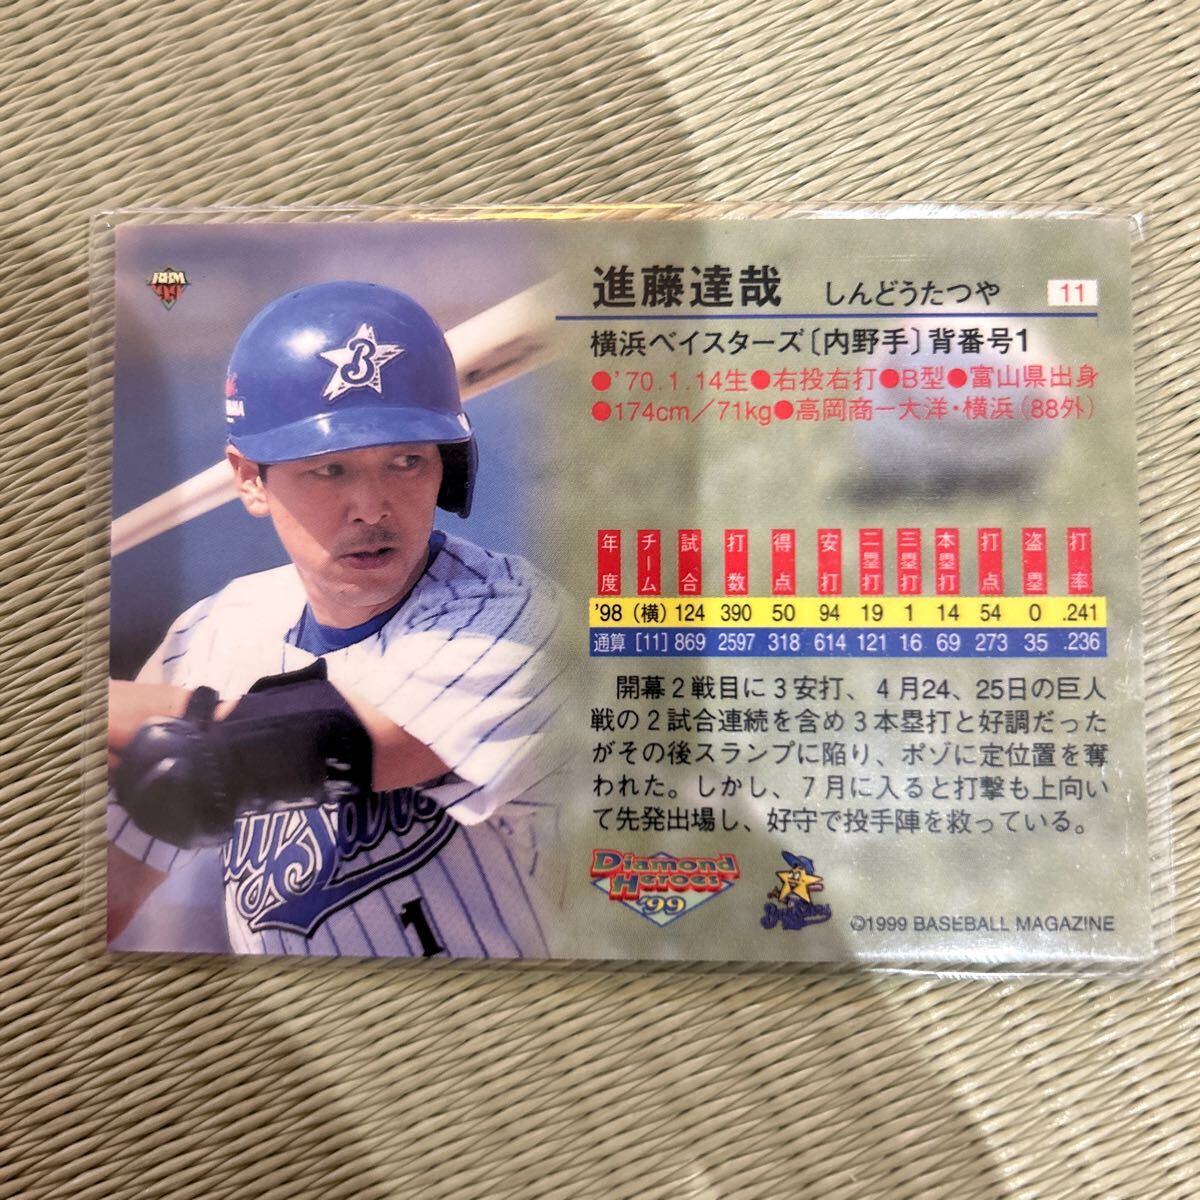 BBM
'99
進藤達哉 しんどうたつや 11
横浜ベイスターズ〔内野手〕背番号1
●'70.1.14生●右投右打●B型●富山県出身
●174cm/71kg●高岡商ー大洋・横浜(88外)
年度 チーム 試合 打数 得点 安打 二塁打 三塁打 本塁打 打点 盗塁 打率
'98 (横) 124 390 50 94 19 1 14 54 0 .241
通算 [11] 869 2597 318 614 121 16 69 273 35 .236
開幕2戦目に3安打、4月24、25日の巨人
戦の2試合連続を含め3本塁打と好調だった
がその後スランプに陥り、ポゾに定位置を奪
われた。しかし、7月に入ると打撃も上向い
て先発出場し、好守で投手陣を救っている。
Diamond
Heroes
'99
BayStars
©1999 BASEBALL MAGAZINE
B
BayStars
1